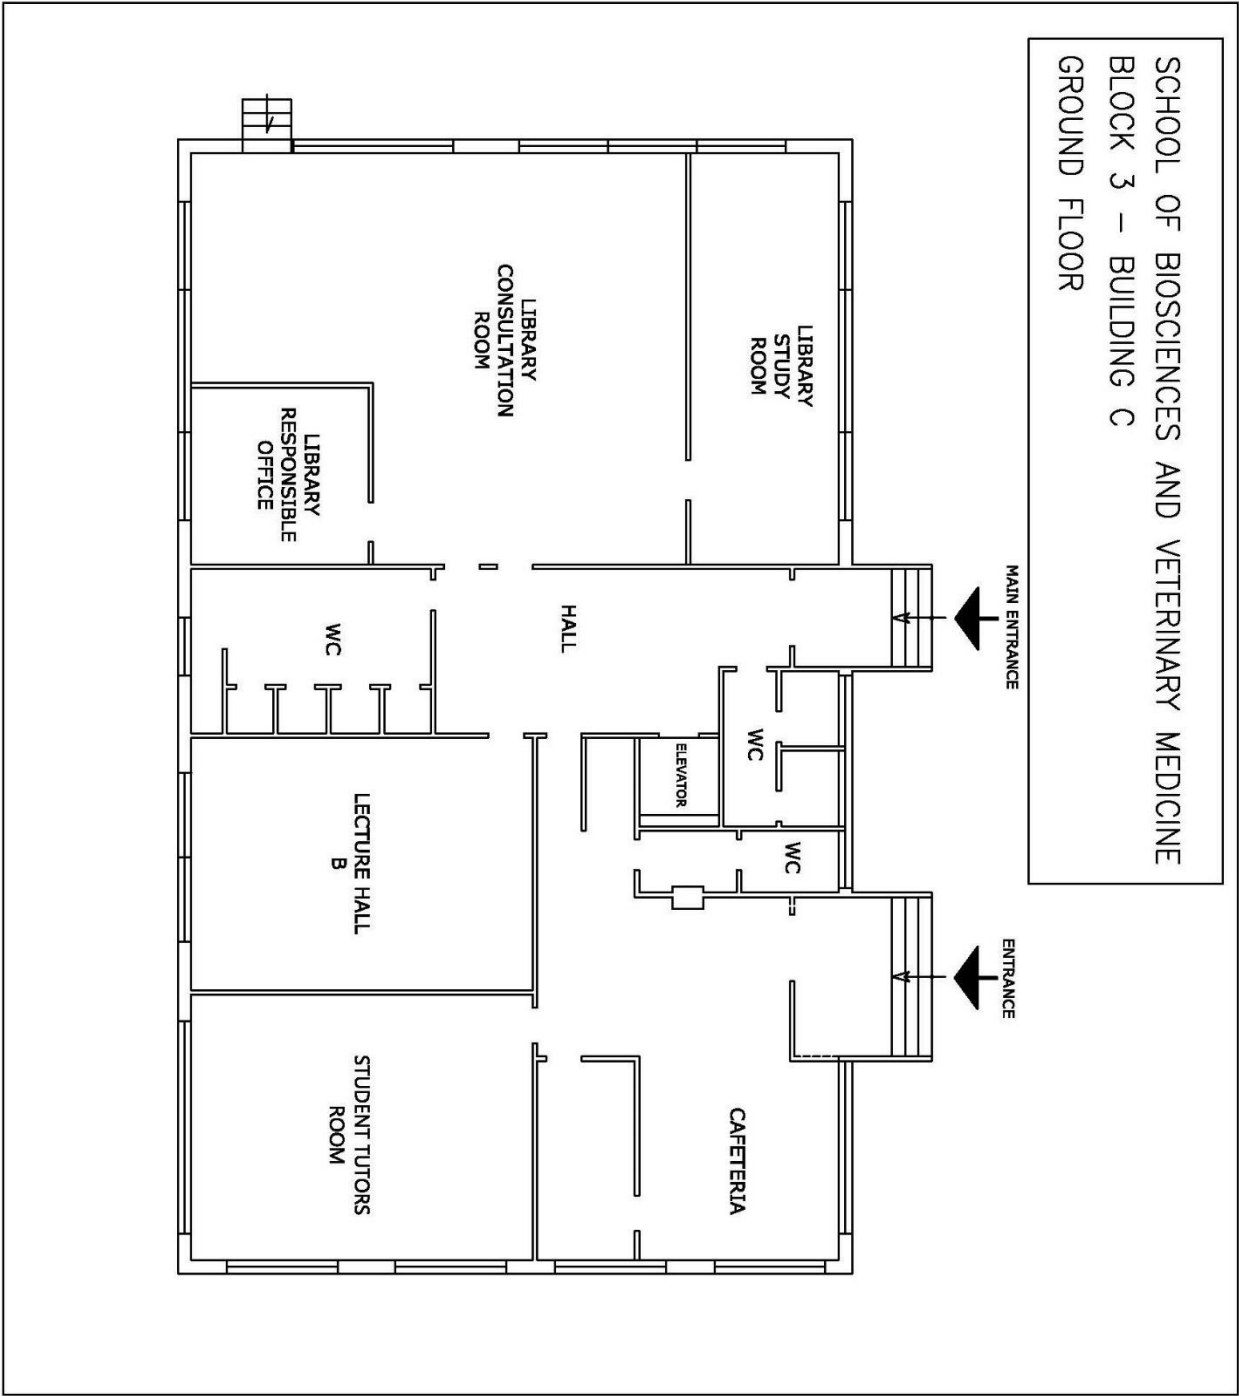 SCHOOL OF BIOSCIENCES AND VETERINARY MEDICINE
BLOCK 3 - BUILDING C
GROUND FLOOR
MAIN ENTRANCE
ENTRANCE
LIBRARY
STUDY
ROOM
LIBRARY
CONSULTATION
ROOM
LIBRARY
RESPONSIBLE
OFFICE
HALL
WC
WC
ELEVATOR
WC
LECTURE HALL
B
CAFETERIA
STUDENT TUTORS
ROOM